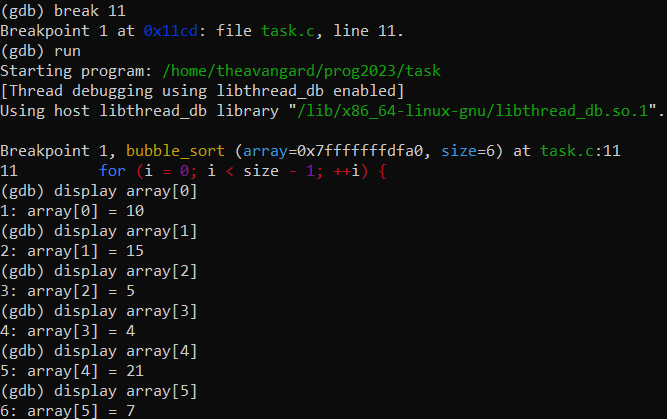 (gdb) break 11
Breakpoint 1 at 0x11cd: file task.c, line 11.
(gdb) run
Starting program: /home/theavangard/prog2023/task
[Thread debugging using libthread_db enabled]
Using host libthread_db library "/lib/x86_64-linux-gnu/libthread_db.so.1".
Breakpoint 1, bubble_sort (array=0x7fffffffdfa0, size=6) at task.c:11
11 for (i = 0; i < size - 1; ++i) {
(gdb) display array[0]
1: array[0] = 10
(gdb) display array[1]
2: array[1] = 15
(gdb) display array[2]
3: array[2] = 5
(gdb) display array[3]
4: array[3] = 4
(gdb) display array[4]
5: array[4] = 21
(gdb) display array[5]
6: array[5] = 7